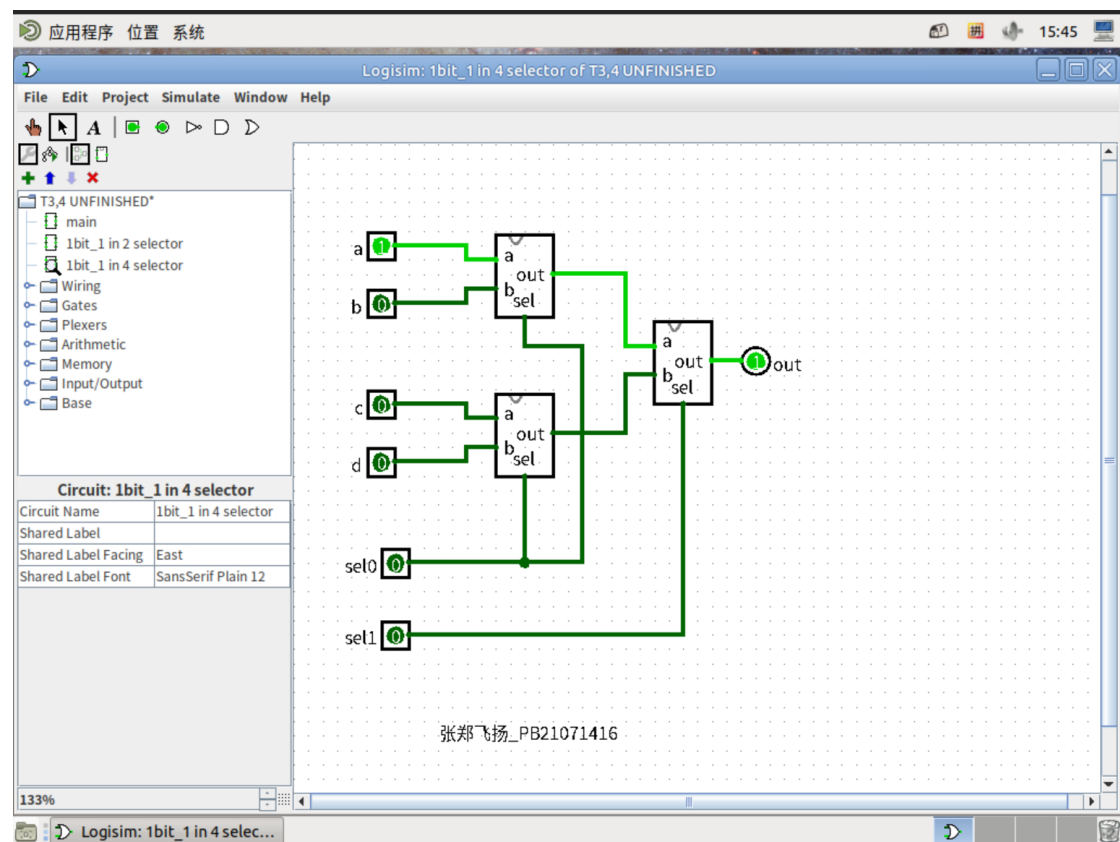 应用程序 位置 系统
拼 15:45
Logisim: 1bit_1 in 4 selector of T3,4 UNFINISHED
File Edit Project Simulate Window Help
A
T3,4 UNFINISHED*
main
1bit_1 in 2 selector
1bit_1 in 4 selector
Wiring
Gates
Plexers
Arithmetic
Memory
Input/Output
Base
Circuit: 1bit_1 in 4 selector
Circuit Name 1bit_1 in 4 selector
Shared Label
Shared Label Facing East
Shared Label Font SansSerif Plain 12
133%
a 1
b 0
a
out
b
sel
c 0
d 0
a
out
b
sel
a
out
b
sel
1 out
sel0 0
sel1 0
张郑飞扬_PB21071416
Logisim: 1bit_1 in 4 selec...